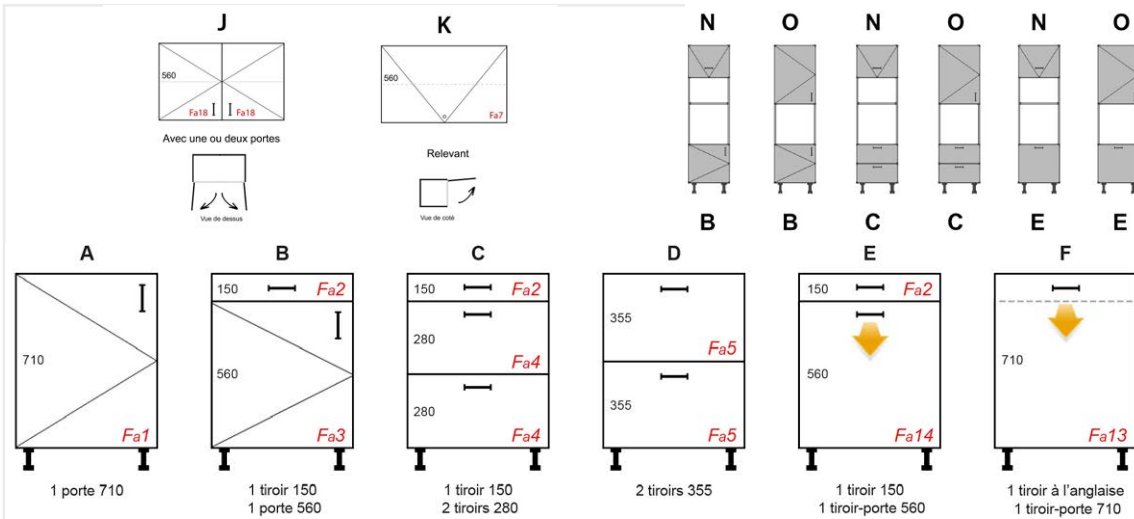 J
K
N O N O N O
560
Fa18 Fa18
560
Fa7
Avec une ou deux portes
Relevant
Vue de dessus
Vue de coté
B O C C E E
A B C D E F
710
Fa1
150 Fa2
560
Fa3
150 Fa2
280
Fa4
280
Fa4
355
Fa5
355
Fa5
150 Fa2
560
Fa14
710
Fa13
1 porte 710
1 tiroir 150
1 porte 560
1 tiroir 150
2 tiroirs 280
2 tiroirs 355
1 tiroir 150
1 tiroir-porte 560
1 tiroir à l'anglaise
1 tiroir-porte 710